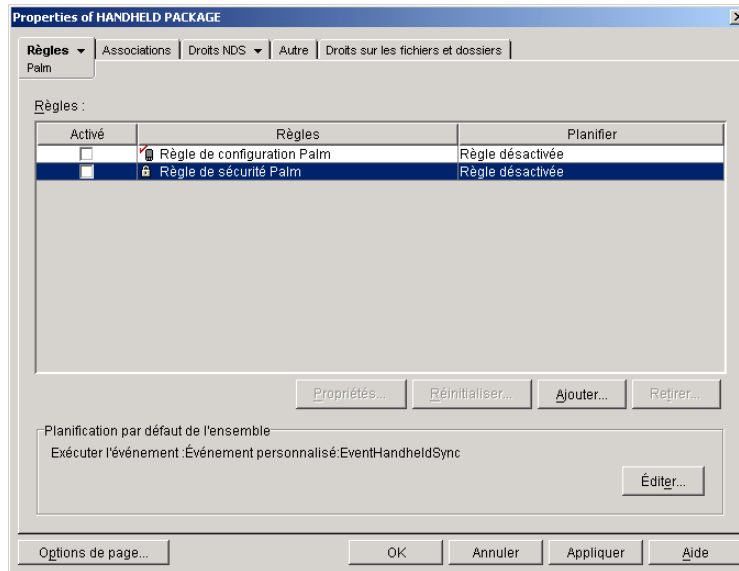 Properties of HANDHELD PACKAGE
Règles Associations Droits NDS Autre Droits sur les fichiers et dossiers
Palm
Règles :
Activé Règles Planifier
Règle de configuration Palm Règle désactivée
Règle de sécurité Palm Règle désactivée
Propriétés... Réinitialiser... Ajouter... Retirer...
Planification par défaut de l'ensemble
Exécuter l'événement :Événement personnalisé:EventHandheldSync
Éditer...
Options de page... OK Annuler Appliquer Aide